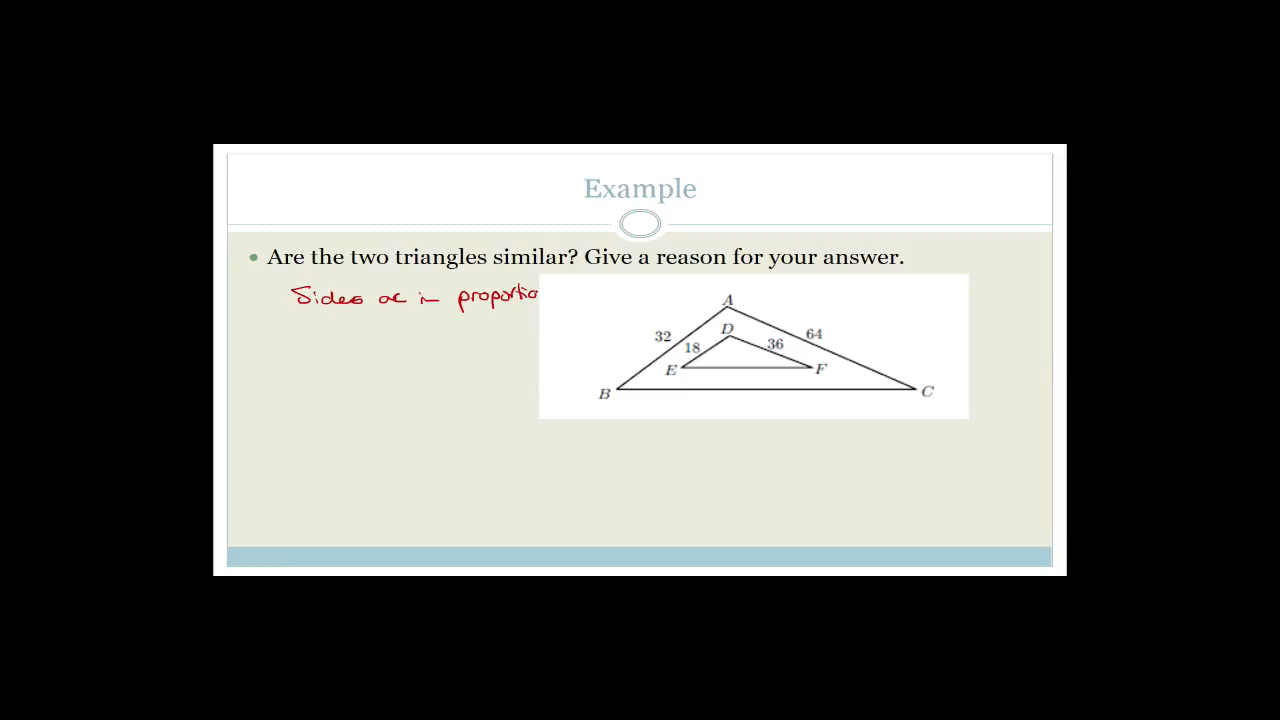 Example
Are the two triangles similar? Give a reason for your answer.
Sides are in proportio
A
32
D
64
18
36
E
F
B
C